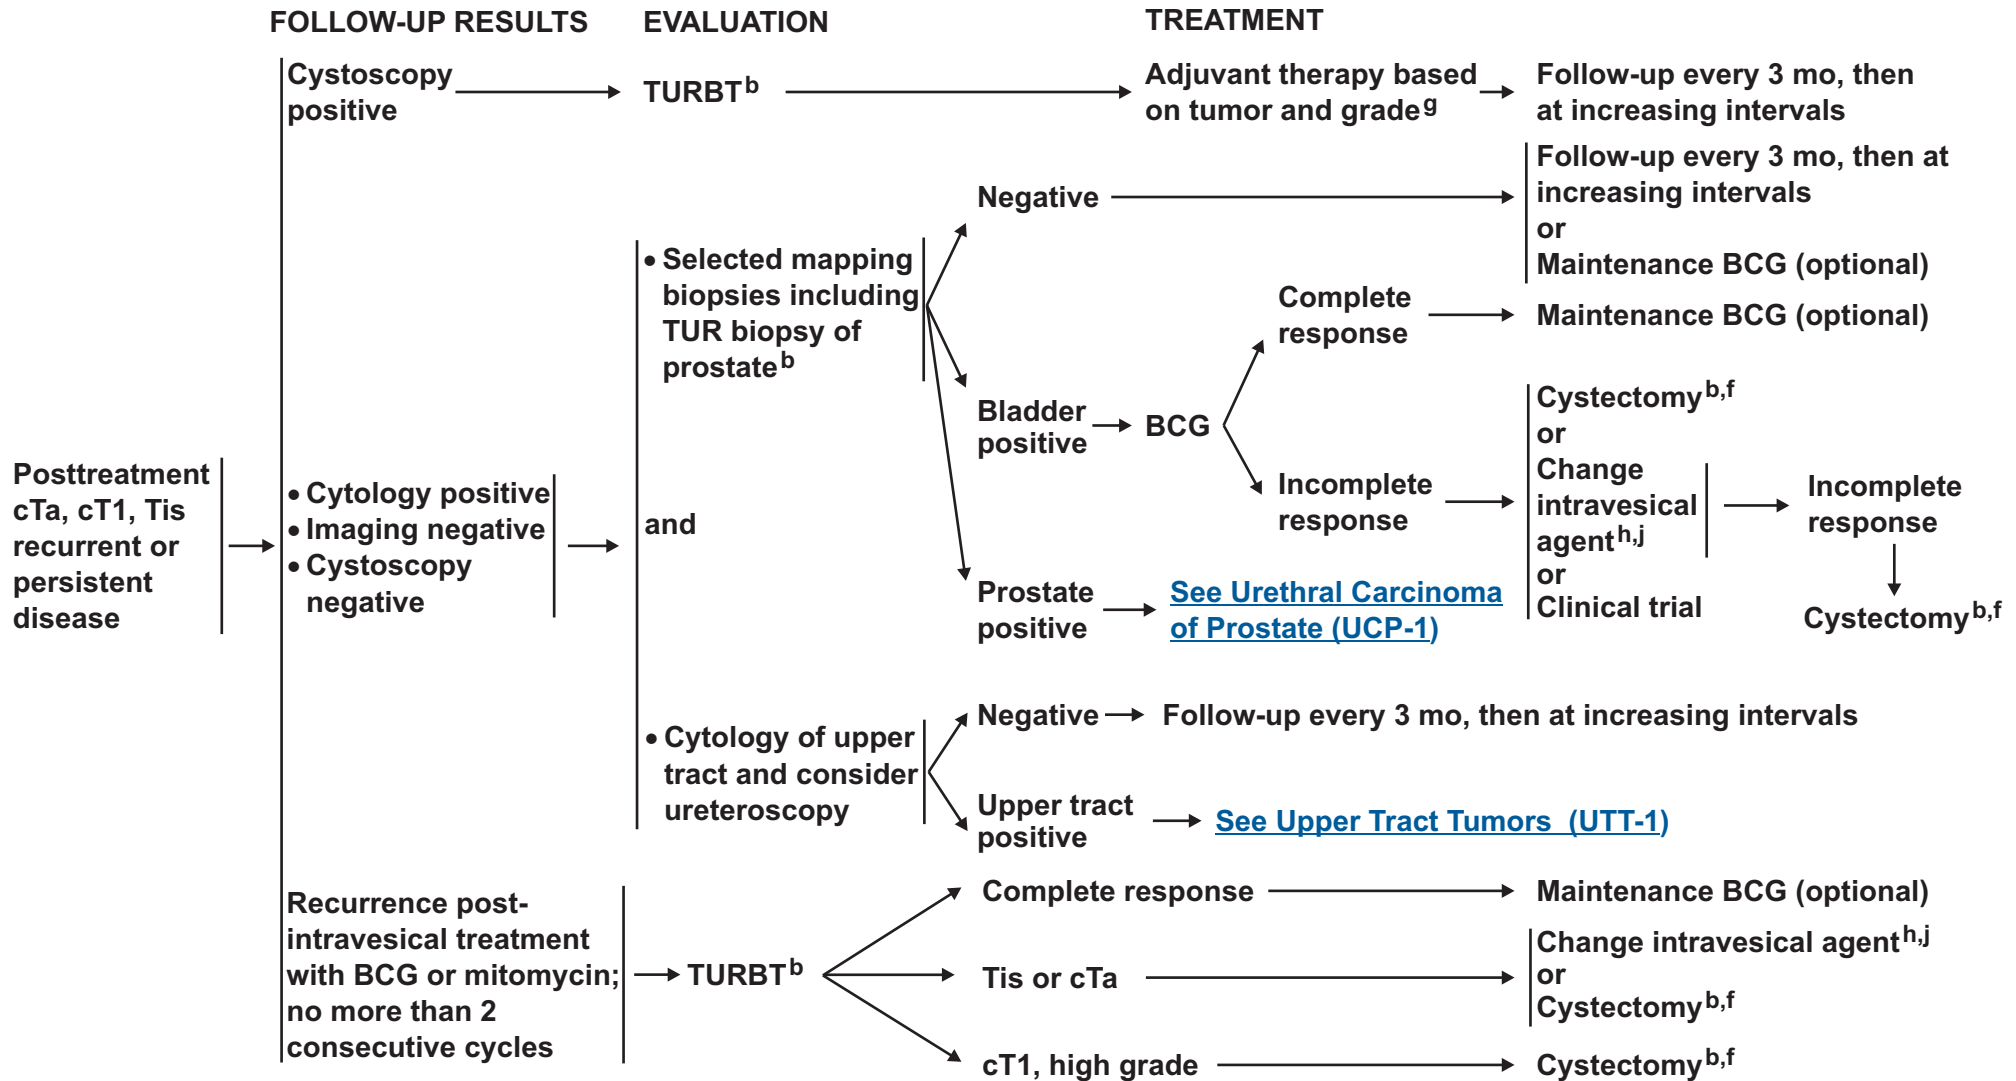 FOLLOW-UP RESULTS
EVALUATION
TREATMENT
Posttreatment
cTa, cT1, Tis
recurrent or
persistent
disease
Cystoscopy
positive
TURBTb
Adjuvant therapy based
on tumor and gradeg
Follow-up every 3 mo, then
at increasing intervals
• Cytology positive
• Imaging negative
• Cystoscopy
negative
• Selected mapping
biopsies including
TUR biopsy of
prostateb
and
• Cytology of upper
tract and consider
ureteroscopy
Negative
Follow-up every 3 mo, then at
increasing intervals
or
Maintenance BCG (optional)
Bladder
positive
BCG
Complete
response
Maintenance BCG (optional)
Incomplete
response
Cystectomyb,f
or
Change
intravesical
agenth,j
or
Clinical trial
Incomplete
response
Cystectomyb,f
Prostate
positive
See Urethral Carcinoma
of Prostate (UCP-1)
Negative
Follow-up every 3 mo, then at increasing intervals
Upper tract
positive
See Upper Tract Tumors (UTT-1)
Recurrence post-
intravesical treatment
with BCG or mitomycin;
no more than 2
consecutive cycles
TURBTb
Complete response
Maintenance BCG (optional)
Tis or cTa
Change intravesical agenth,j
or
Cystectomyb,f
cT1, high grade
Cystectomyb,f